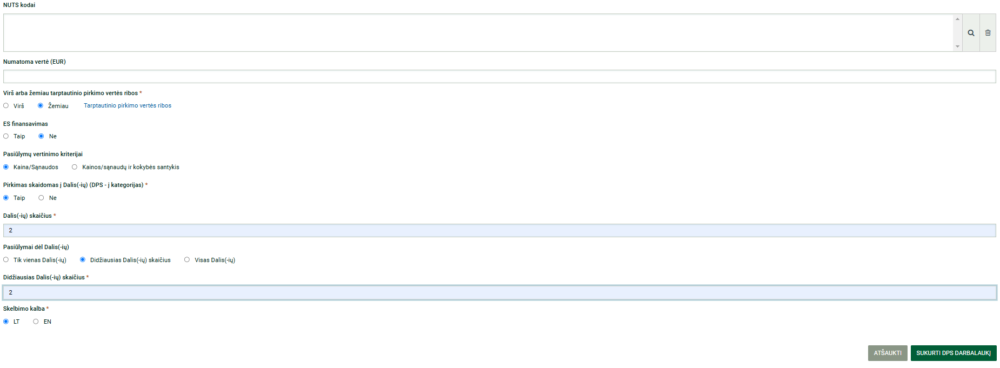 NUTS kodai
Numatoma vertė (EUR)
Virš arba žemiau tarptautinio pirkimo vertės ribos *
Virš Žemiau Tarptautinio pirkimo vertės ribos
ES finansavimas
Taip Ne
Pasiūlymų vertinimo kriterijai
Kaina/Sąnaudos Kainos/sąnaudų ir kokybės santykis
Pirkimas skaidomas į Dalis(-ių) (DPS - į kategorijas) *
Taip Ne
Dalis(-ių) skaičius *
2
Pasiūlymai dėl Dalis(-ių)
Tik vienas Dalis(-ių) Didžiausias Dalis(-ių) skaičius Visas Dalis(-ių)
Didžiausias Dalis(-ių) skaičius *
2
Skelbimo kalba *
LT EN
ATŠAUKTI SUKURTI DPS DARBALAUKĮ